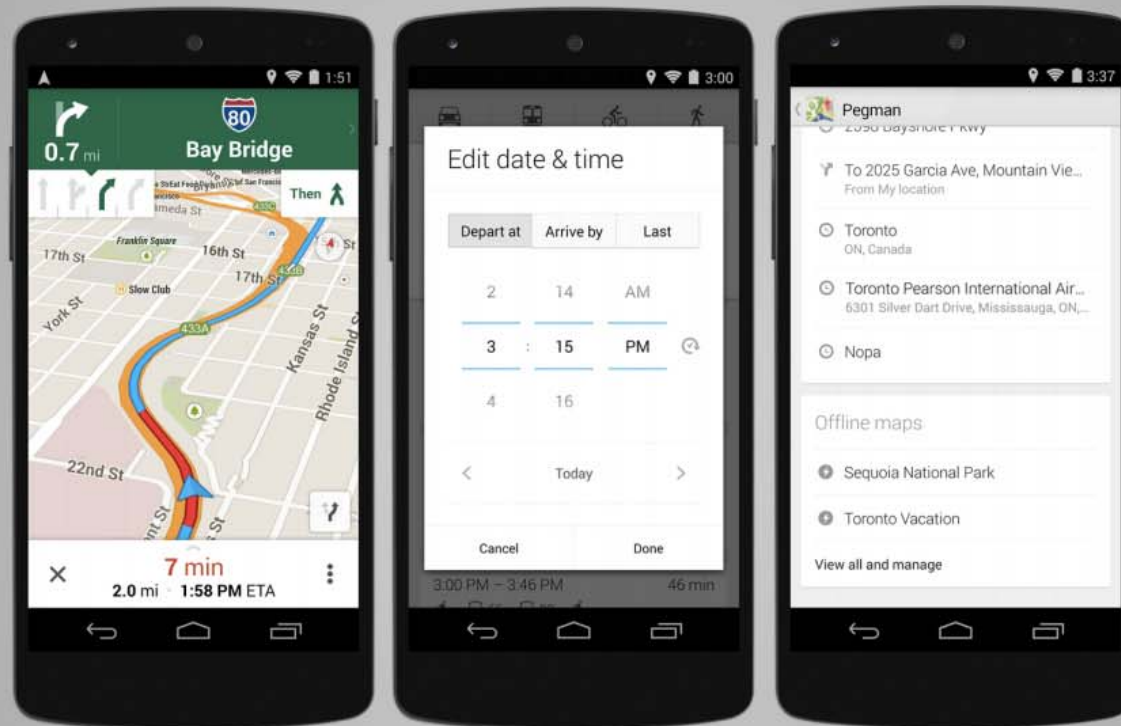 1:51
80
Bay Bridge
0.7 mi
Then
433C
Franklin Square
16th St
17th St
17th St
433B
Slow Club
York St
433A
Kansas St
Rhode Island St
22nd St
7 min
2.0 mi · 1:58 PM ETA
3:00
Edit date & time
Depart at Arrive by Last
2 14 AM
3 : 15 PM
4 16
Today
Cancel Done
3:00 PM – 3:46 PM 46 min
3:37
Pegman
To 2025 Garcia Ave, Mountain Vie...
From My location
Toronto
ON, Canada
Toronto Pearson International Air...
6301 Silver Dart Drive, Mississauga, ON,...
Nopa
Offline maps
Sequoia National Park
Toronto Vacation
View all and manage